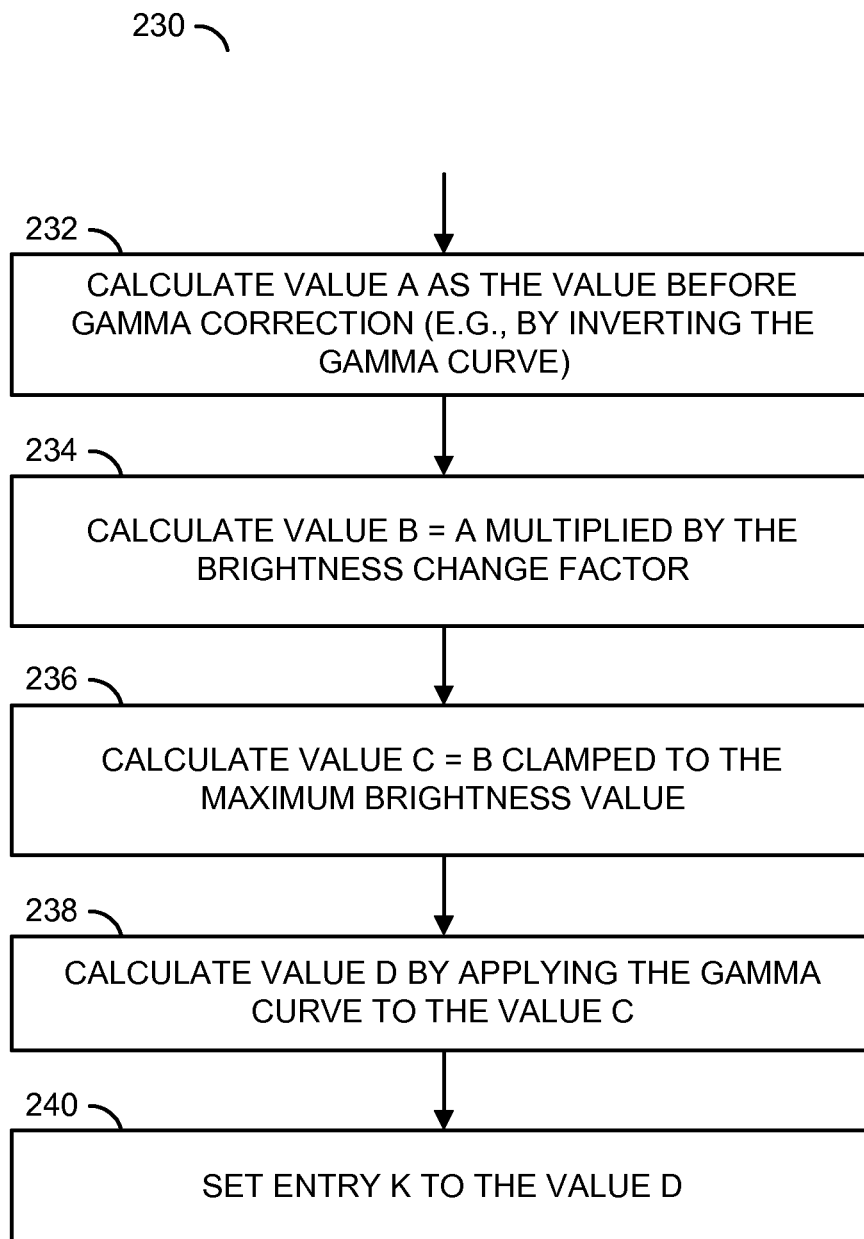 230
232
CALCULATE VALUE A AS THE VALUE BEFORE
GAMMA CORRECTION (E.G., BY INVERTING THE
GAMMA CURVE)
234
CALCULATE VALUE B = A MULTIPLIED BY THE
BRIGHTNESS CHANGE FACTOR
236
CALCULATE VALUE C = B CLAMPED TO THE
MAXIMUM BRIGHTNESS VALUE
238
CALCULATE VALUE D BY APPLYING THE GAMMA
CURVE TO THE VALUE C
240
SET ENTRY K TO THE VALUE D